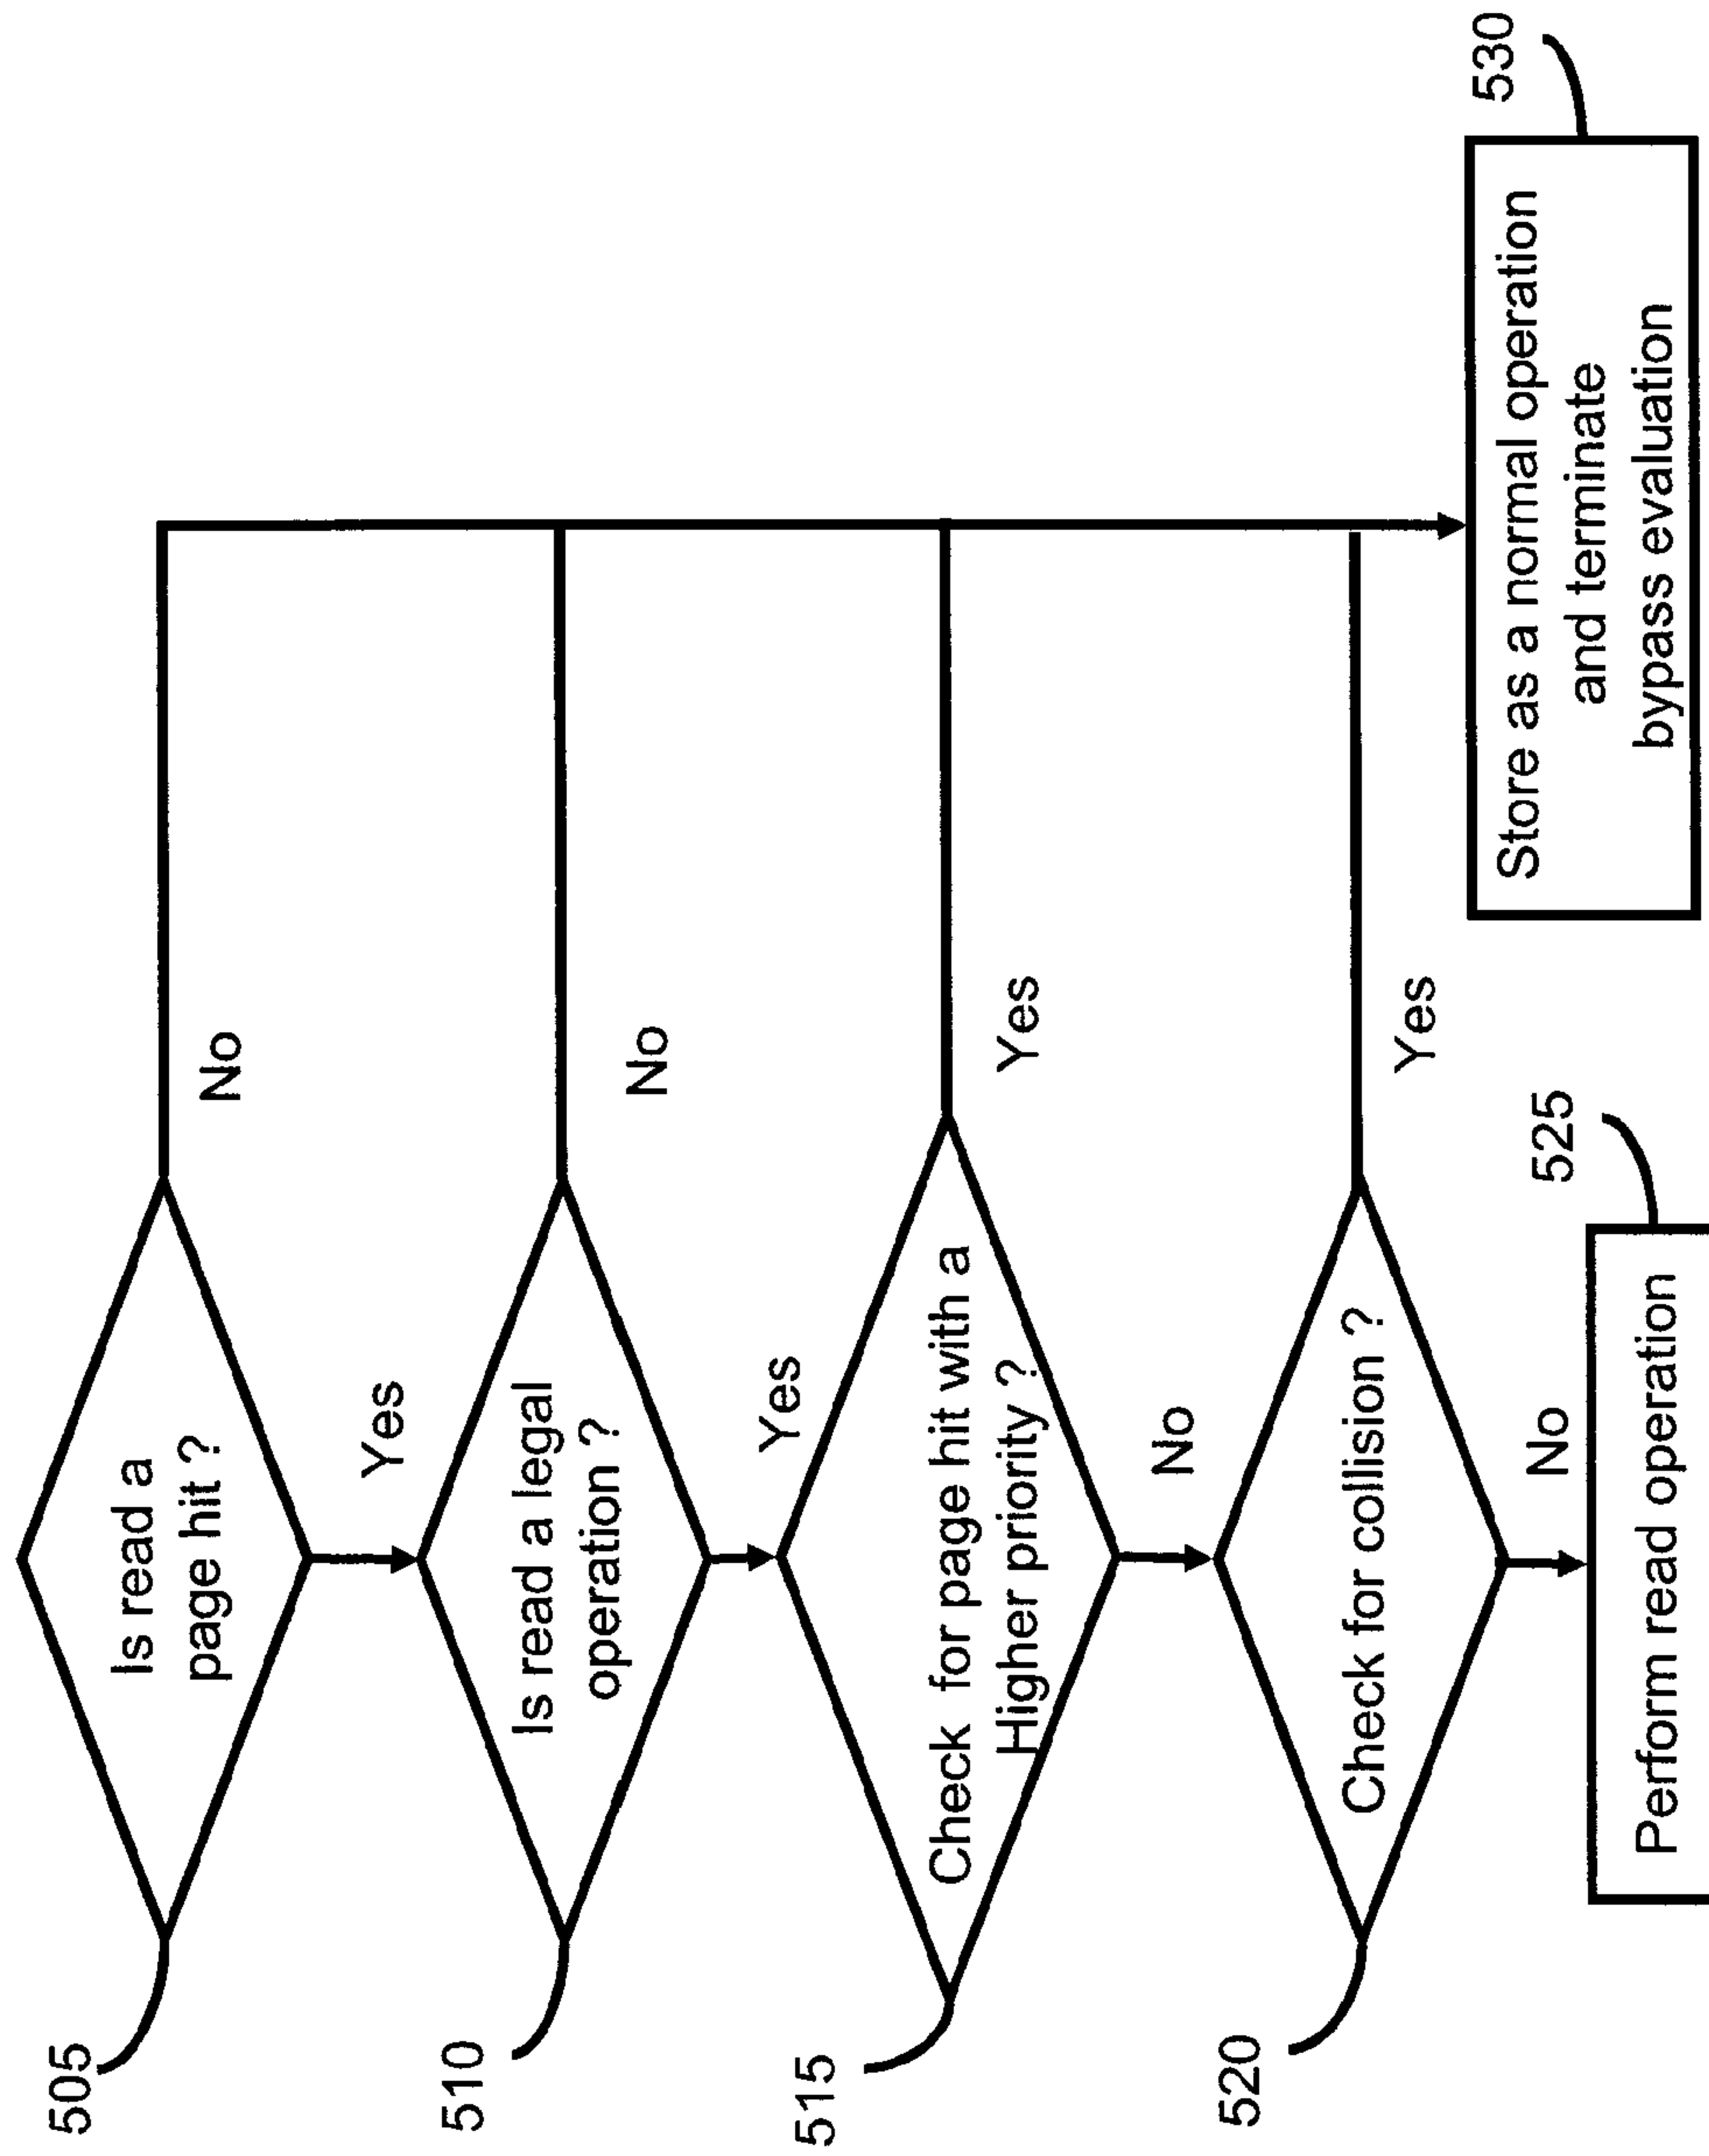 505
Is read a
page hit ?
No
Yes
510
Is read a legal
operation ?
No
Yes
515
Check for page hit with a
Higher priority ?
Yes
No
520
Check for collision ?
Yes
No
525
Perform read operation
530
Store as a normal operation
and terminate
bypass evaluation